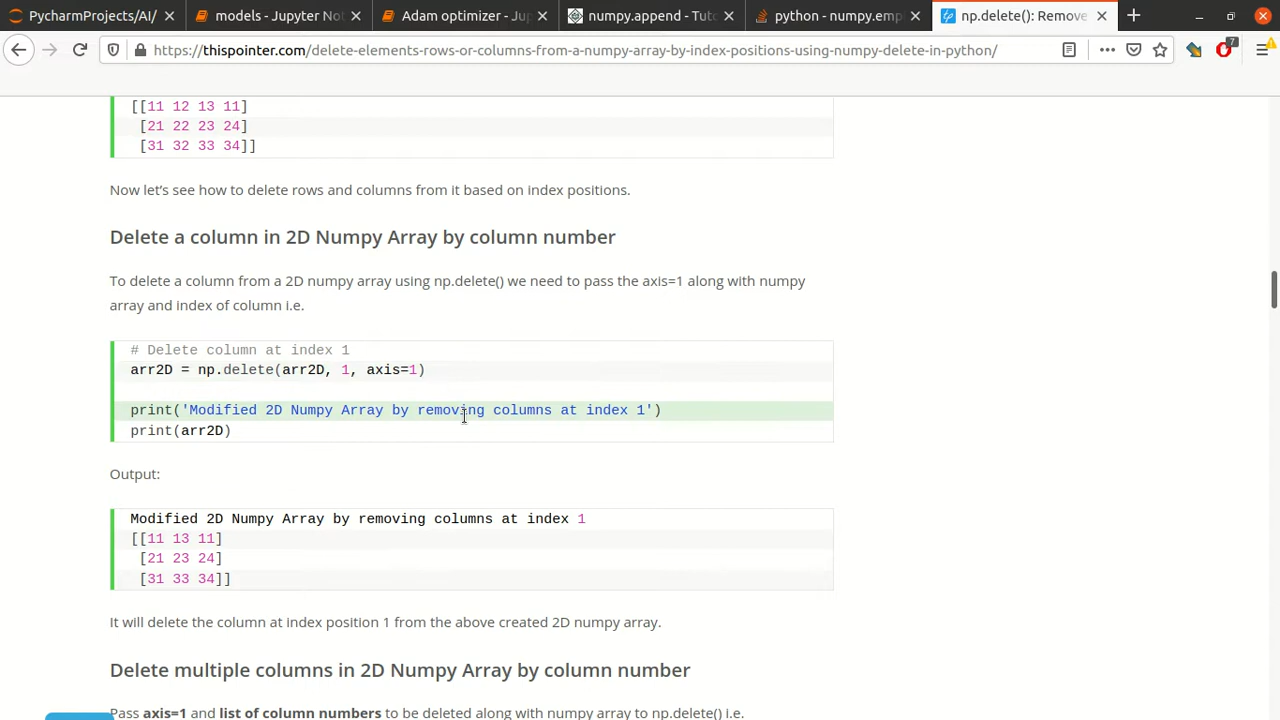 PycharmProjects/AI/
models - Jupyter Not
Adam optimizer - Jup
numpy.append - Tuto
python - numpy.emp
np.delete(): Remove
https://thispointer.com/delete-elements-rows-or-columns-from-a-numpy-array-by-index-positions-using-numpy-delete-in-python/
7
[[11 12 13 11]
[21 22 23 24]
[31 32 33 34]]
Now let’s see how to delete rows and columns from it based on index positions.
Delete a column in 2D Numpy Array by column number
To delete a column from a 2D numpy array using np.delete() we need to pass the axis=1 along with numpy
array and index of column i.e.
# Delete column at index 1
arr2D = np.delete(arr2D, 1, axis=1)
print('Modified 2D Numpy Array by removing columns at index 1')
print(arr2D)
Output:
Modified 2D Numpy Array by removing columns at index 1
[[11 13 11]
[21 23 24]
[31 33 34]]
It will delete the column at index position 1 from the above created 2D numpy array.
Delete multiple columns in 2D Numpy Array by column number
Pass axis=1 and list of column numbers to be deleted along with numpy array to np.delete() i.e.